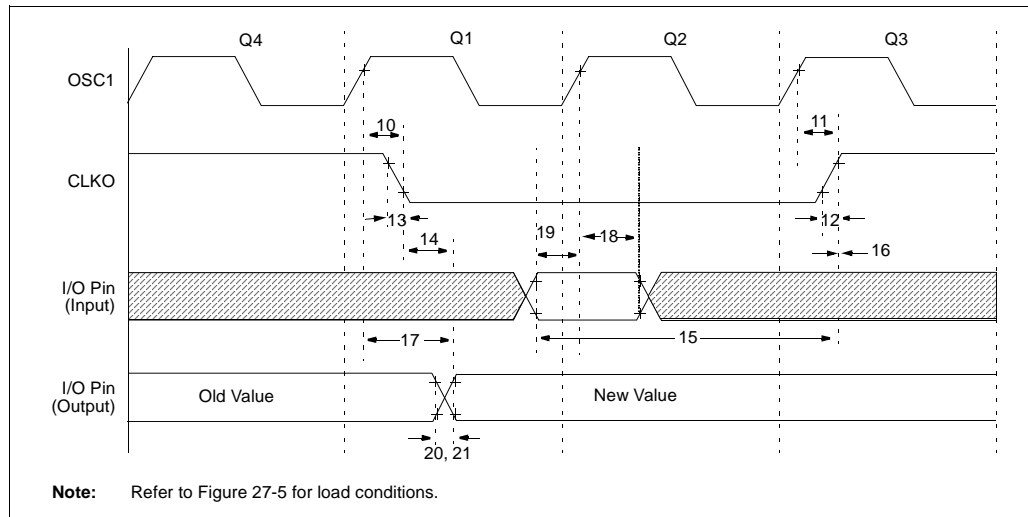 Q4 Q1 Q2 Q3
OSC1
10 11
CLKO
13 12
14 19 18 16
I/O Pin
(Input)
17 15
I/O Pin
(Output)
Old Value New Value
20, 21
Note: Refer to Figure 27-5 for load conditions.